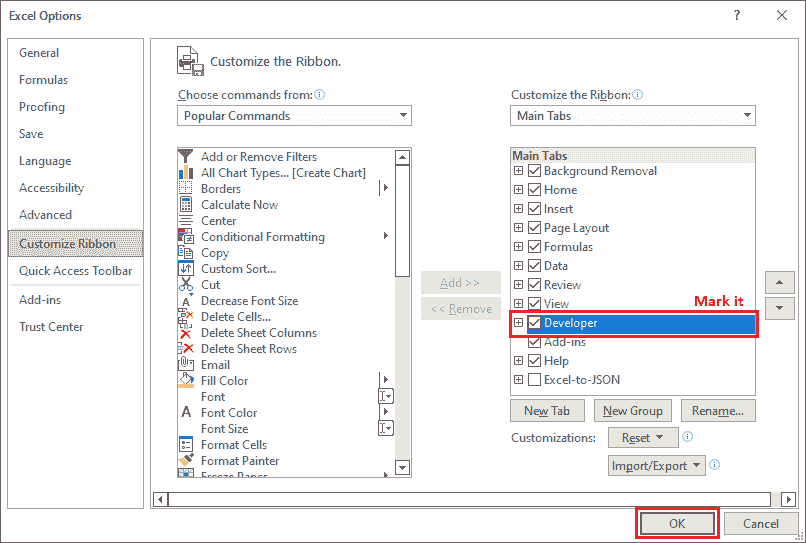 Excel Options
?
General
Formulas
Proofing
Save
Language
Accessibility
Advanced
Customize Ribbon
Quick Access Toolbar
Add-ins
Trust Center
Customize the Ribbon.
Choose commands from:
Popular Commands
Add or Remove Filters
All Chart Types... [Create Chart]
Borders
Calculate Now
Center
Conditional Formatting
Copy
Custom Sort...
Cut
Decrease Font Size
Delete Cells...
Delete Sheet Columns
Delete Sheet Rows
Email
Fill Color
Font
Font Color
Font Size
Format Cells
Format Painter
Freeze Panes
Add >>
<< Remove
Customize the Ribbon:
Main Tabs
Main Tabs
Background Removal
Home
Insert
Page Layout
Formulas
Data
Review
View
Mark it
Developer
Add-ins
Help
Excel-to-JSON
New Tab
New Group
Rename...
Customizations:
Reset
Import/Export
OK
Cancel